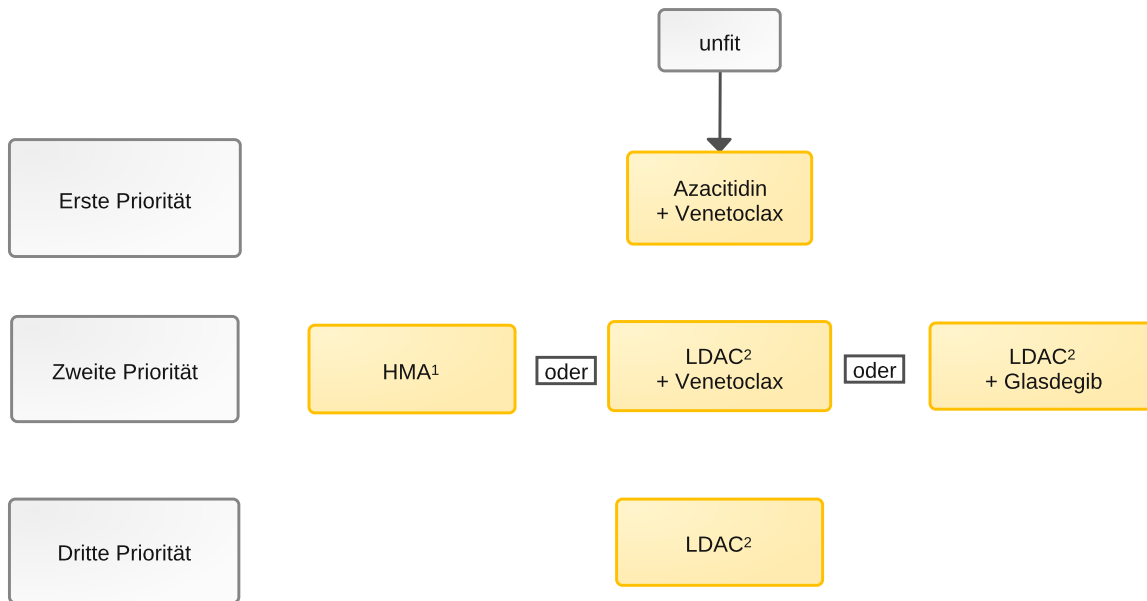 unfit
Erste Priorität
Azacitidin
+ Venetoclax
Zweite Priorität
HMA¹
oder
LDAC²
+ Venetoclax
oder
LDAC²
+ Glasdegib
Dritte Priorität
LDAC²